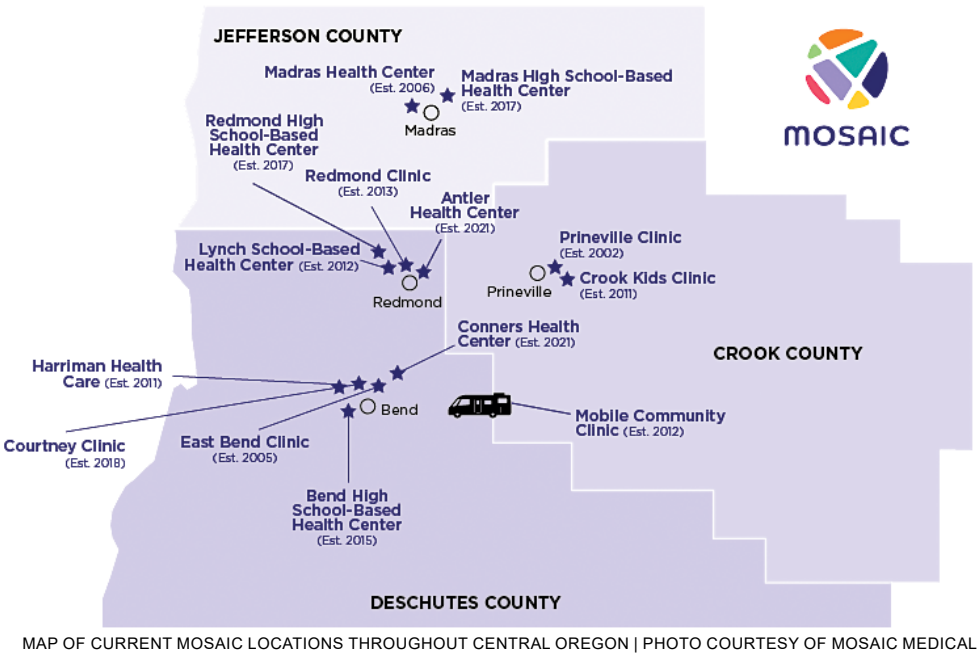 JEFFERSON COUNTY
Madras Health Center
(Est. 2006)
Madras High School-Based
Health Center
(Est. 2017)
Madras
MOSAIC
Redmond High
School-Based
Health Center
(Est. 2017)
Redmond Clinic
(Est. 2013)
Antler
Health Center
(Est. 2021)
Lynch School-Based
Health Center (Est. 2012)
Redmond
Prineville Clinic
(Est. 2002)
Crook Kids Clinic
(Est. 2011)
Prineville
Conners Health
Center (Est. 2021)
CROOK COUNTY
Harriman Health
Care (Est. 2011)
Bend
Mobile Community
Clinic (Est. 2012)
Courtney Clinic
(Est. 2018)
East Bend Clinic
(Est. 2005)
Bend High
School-Based
Health Center
(Est. 2015)
DESCHUTES COUNTY
MAP OF CURRENT MOSAIC LOCATIONS THROUGHOUT CENTRAL OREGON | PHOTO COURTESY OF MOSAIC MEDICAL